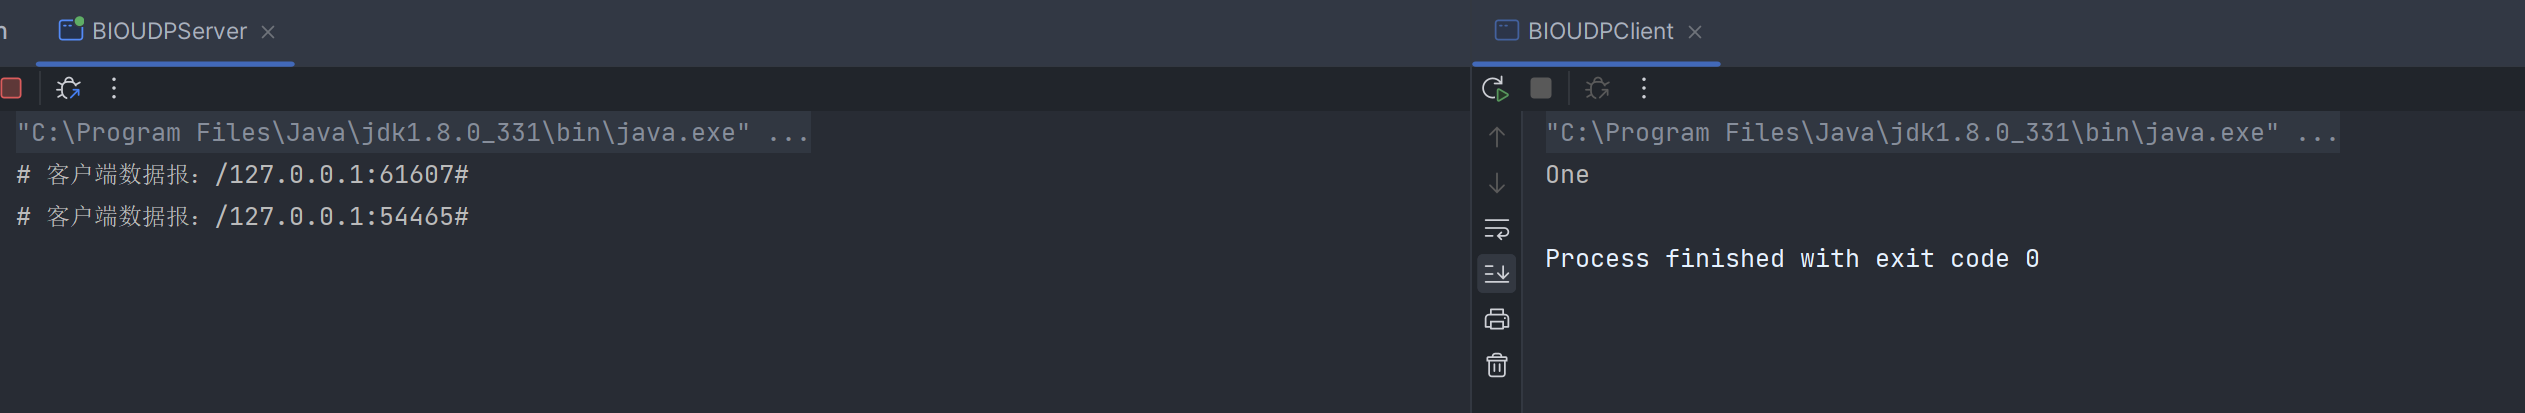 n
BIOUDPServer
"C:\Program Files\Java\jdk1.8.0_331\bin\java.exe" ...
# 客户端数据报：/127.0.0.1:61607#
# 客户端数据报：/127.0.0.1:54465#
BIOUDPClient
"C:\Program Files\Java\jdk1.8.0_331\bin\java.exe" ...
One
Process finished with exit code 0